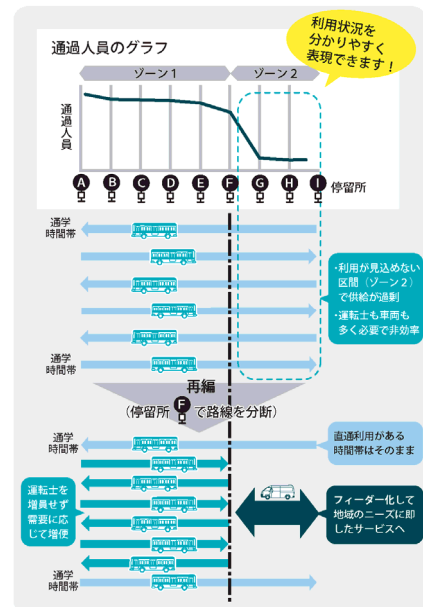 利用状況を
分かりやすく
表現できます！
通過人員のグラフ
ゾーン1
ゾーン2
通過人員
A
B
C
D
E
F
G
H
I
停留所
通学
時間帯
・利用が見込めない
区間（ゾーン2）
で供給が過剰
・運転士も車両も
多く必要で非効率
通学
時間帯
再編
（停留所 F で路線を分断）
通学
時間帯
直通利用がある
時間帯はそのまま
運転士を
増員せず
需要に応
じて増便
フィーダー化して
地域のニーズに即
したサービスへ
通学
時間帯